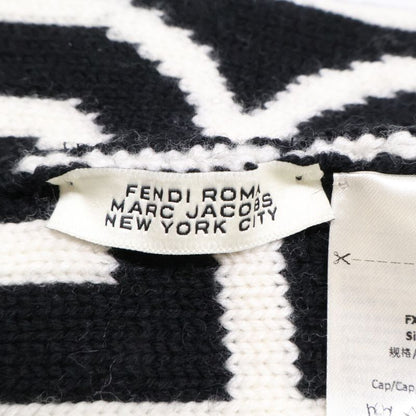 FENDI ROMA
MARC JACOBS
NEW YORK CITY
FX
Si
规格/
Cap/Cap